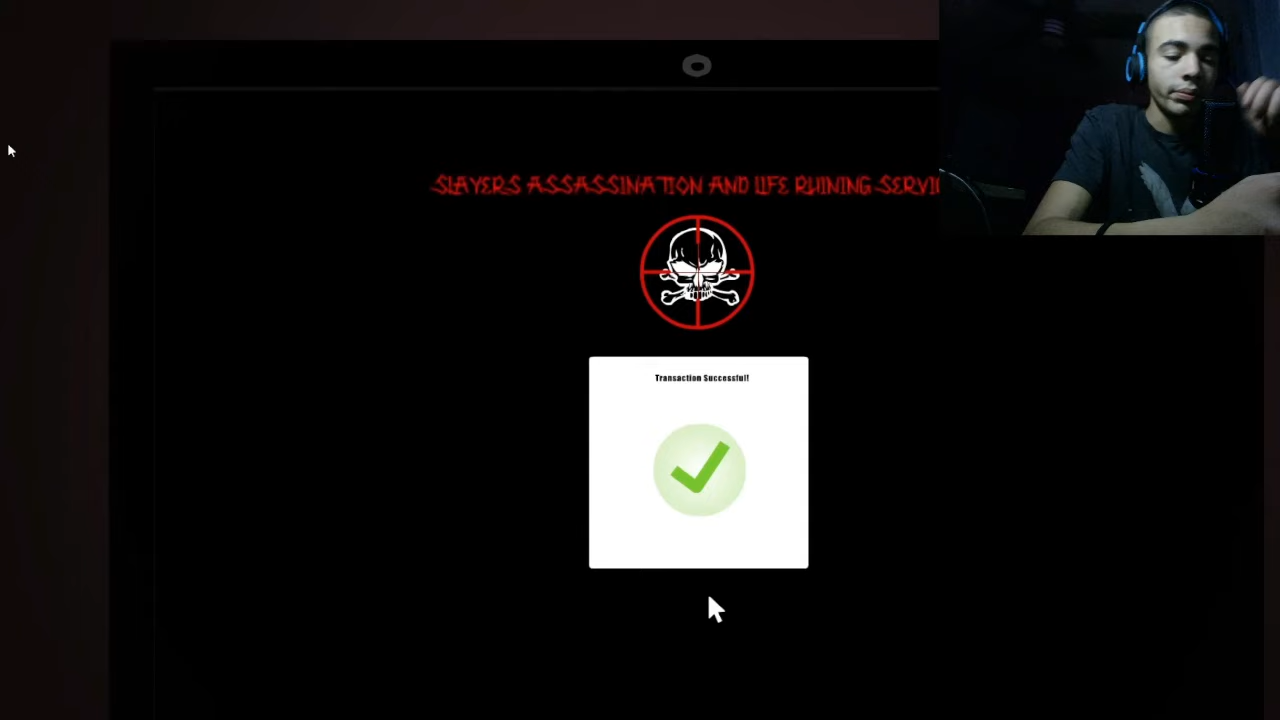 SLAYERS ASSASSINATION AND LIFE RUINING SERVI
Transaction Successful!